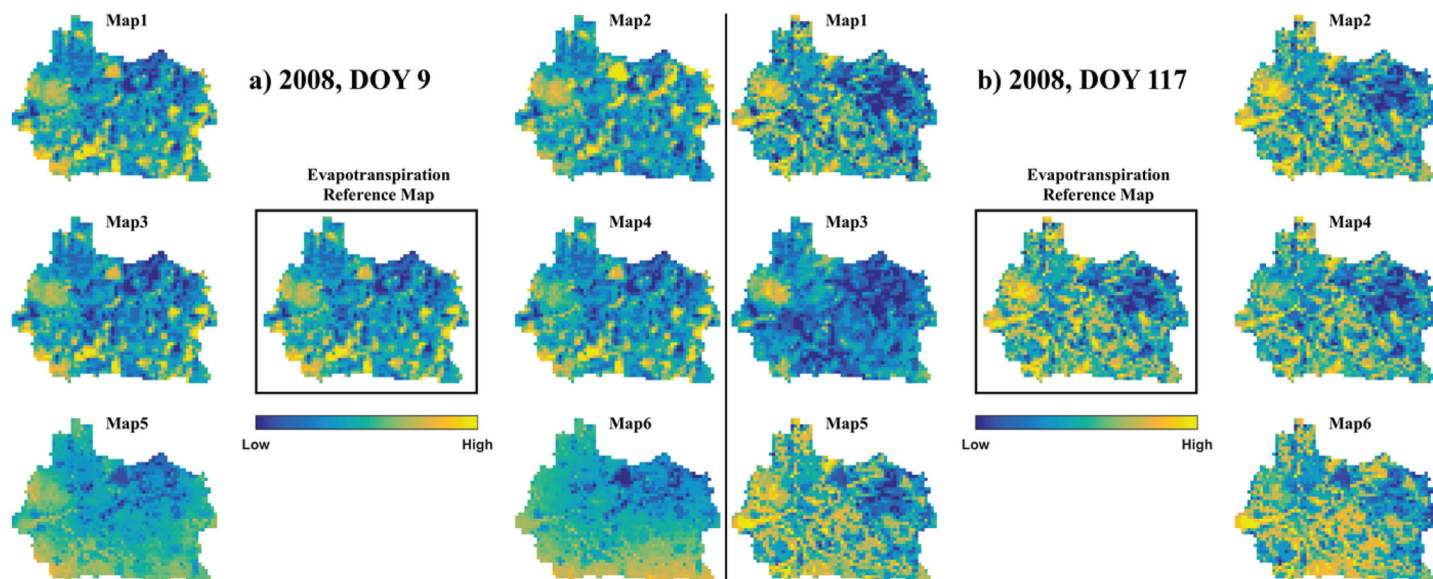 Map1
Map2
a) 2008, DOY 9
Evapotranspiration
Reference Map
Map3
Map4
Low
High
Map5
Map6
Map1
Map2
b) 2008, DOY 117
Evapotranspiration
Reference Map
Map3
Map4
Low
High
Map5
Map6